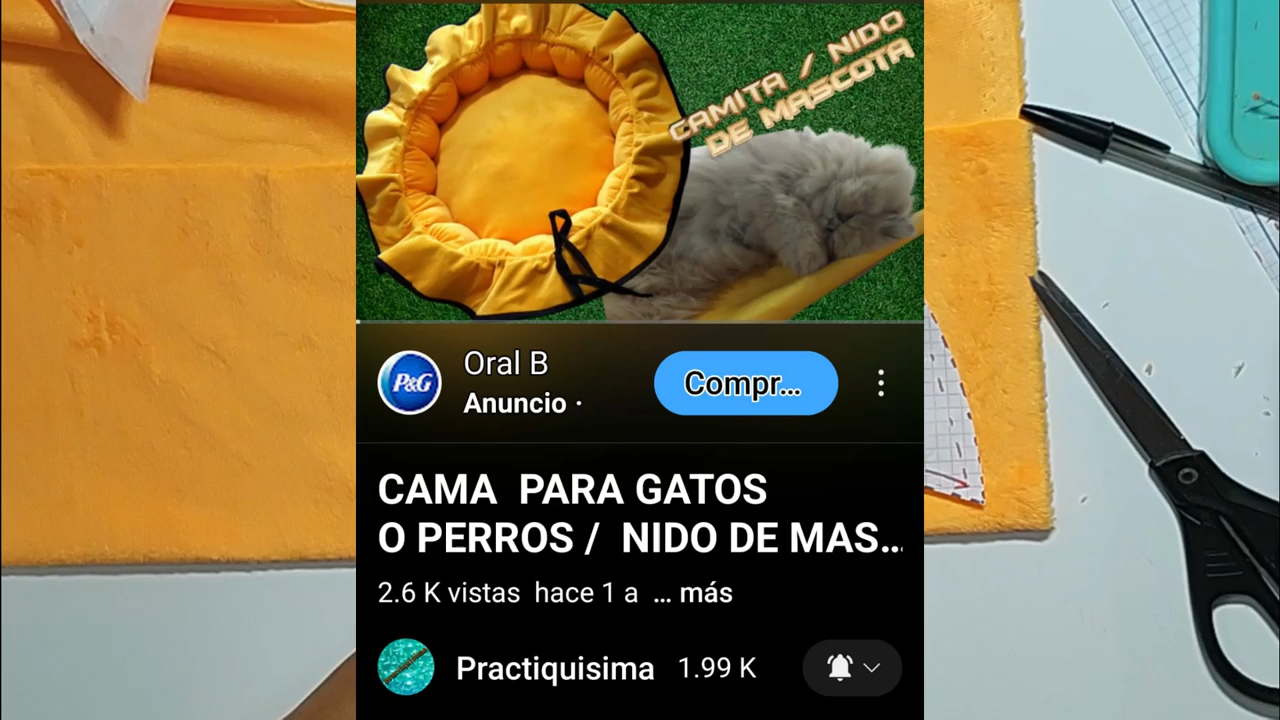 CAMÍTA / NIDO
DE MASCOTA
P&G
Oral B
Anuncio ·
Compr...
CAMA PARA GATOS
O PERROS / NIDO DE MAS...
2.6 K vistas hace 1 a ... más
Practiquisima 1.99 K